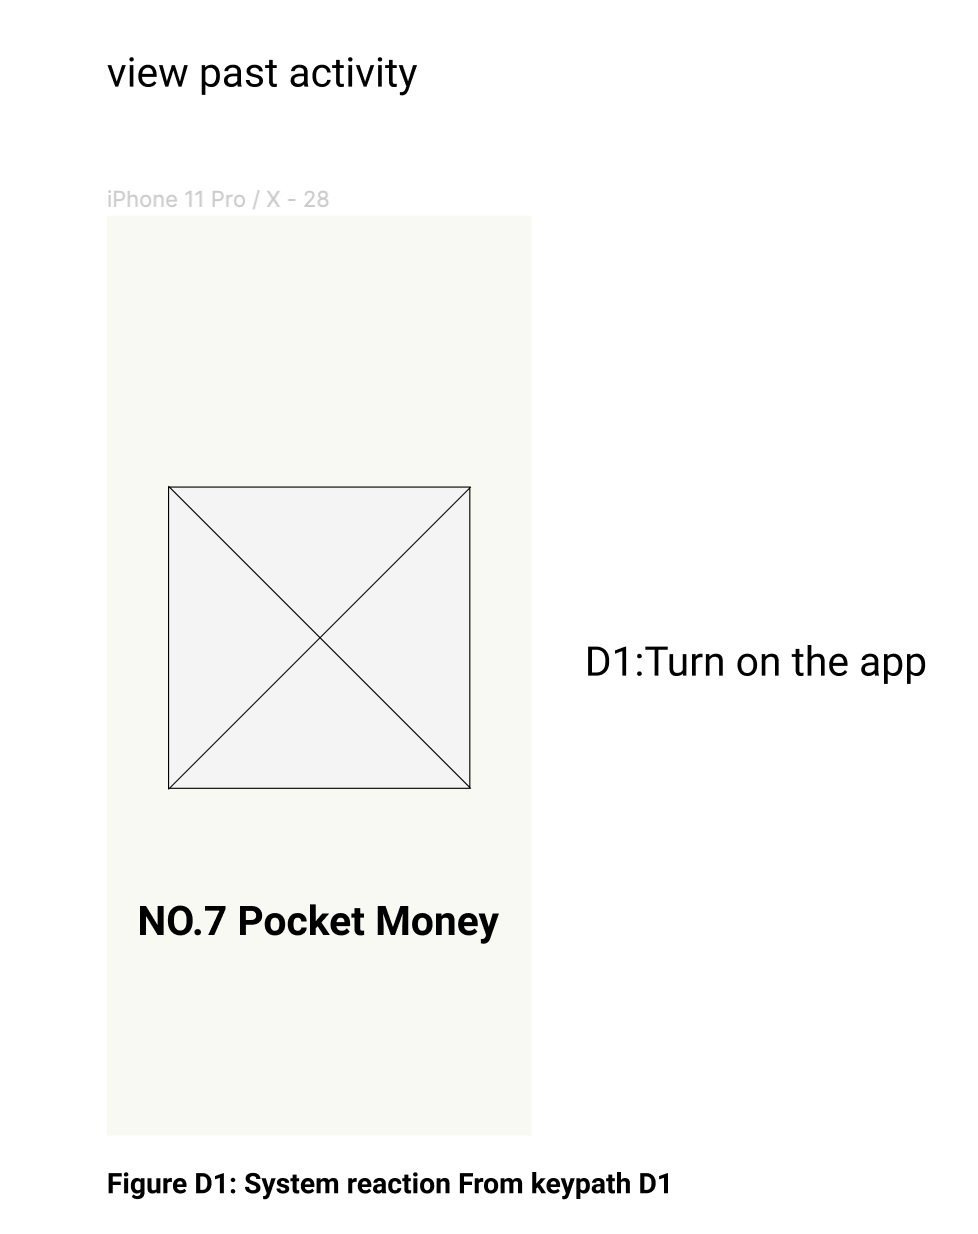 view past activity
iPhone 11 Pro / X - 28
D1:Turn on the app
NO.7 Pocket Money
Figure D1: System reaction From keypath D1